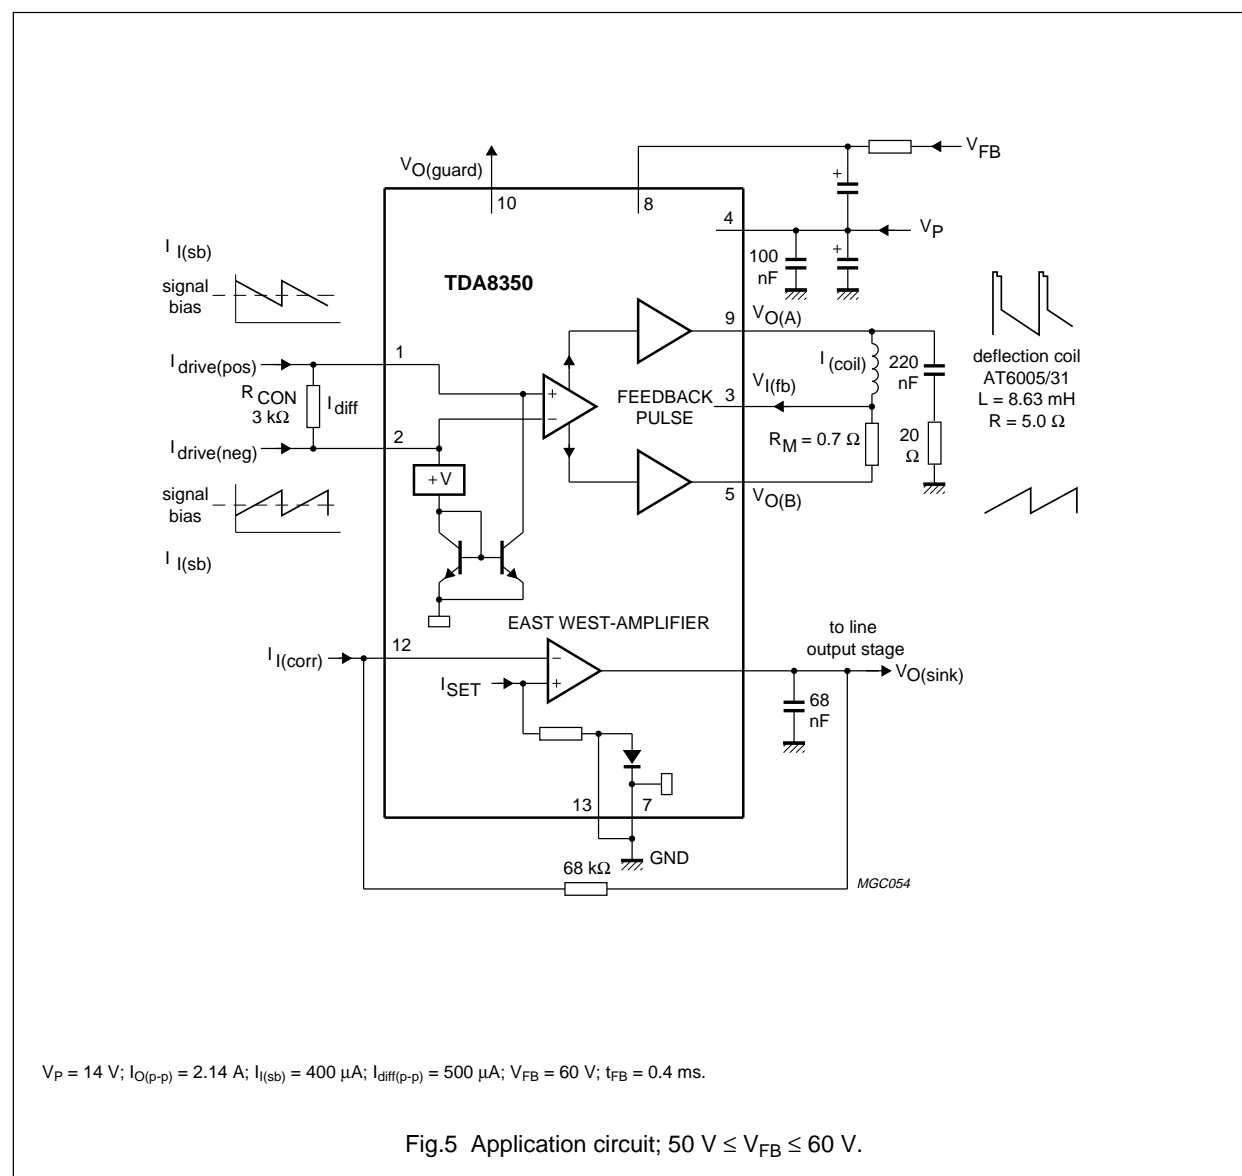 V_FB
V_O(guard)
10
8
4
V_P
I_I(sb)
100
nF
signal
bias
TDA8350
9
V_O(A)
I_drive(pos)
1
I_(coil)
220
nF
deflection coil
AT6005/31
L = 8.63 mH
R = 5.0 Ω
R_CON
3 kΩ
I_diff
+
−
FEEDBACK
PULSE
V_I(fb)
3
I_drive(neg)
2
R_M = 0.7 Ω
20
Ω
+V
signal
bias
5
V_O(B)
I_I(sb)
EAST WEST-AMPLIFIER
to line
output stage
I_I(corr)
12
−
I_SET
+
V_O(sink)
68
nF
13
7
GND
68 kΩ
MGC054
V_P = 14 V; I_O(p-p) = 2.14 A; I_I(sb) = 400 µA; I_diff(p-p) = 500 µA; V_FB = 60 V; t_FB = 0.4 ms.
Fig.5 Application circuit; 50 V ≤ V_FB ≤ 60 V.